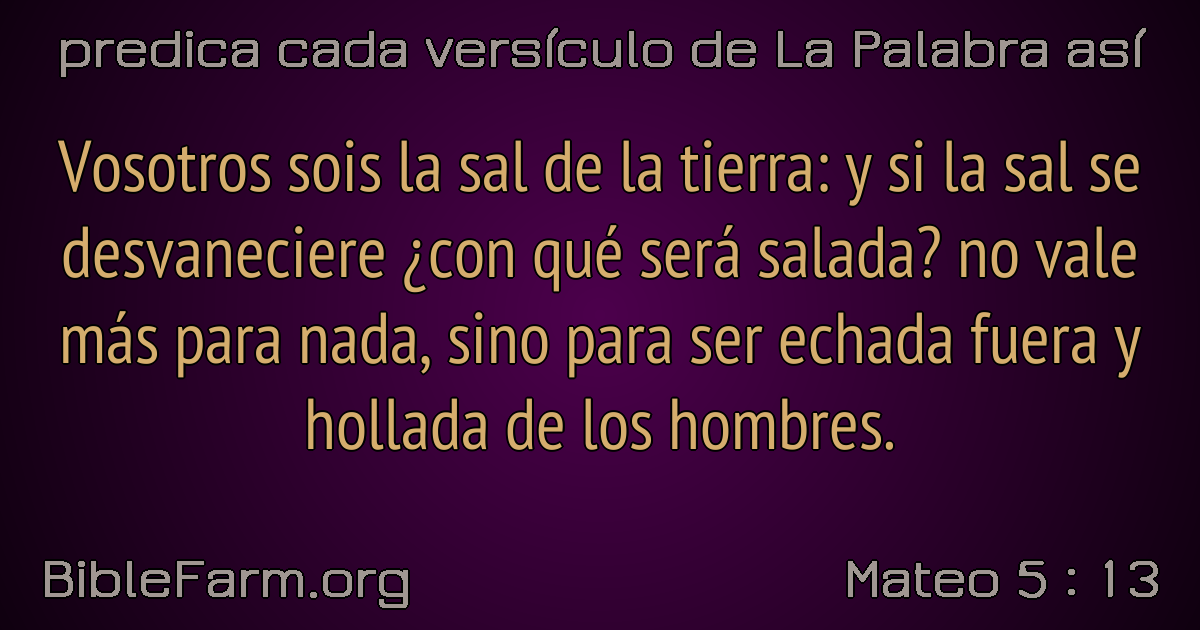 predica cada versículo de La Palabra así
Vosotros sois la sal de la tierra: y si la sal se
desvaneciere ¿con qué será salada? no vale
más para nada, sino para ser echada fuera y
hollada de los hombres.
BibleFarm.org
Mateo 5 : 13